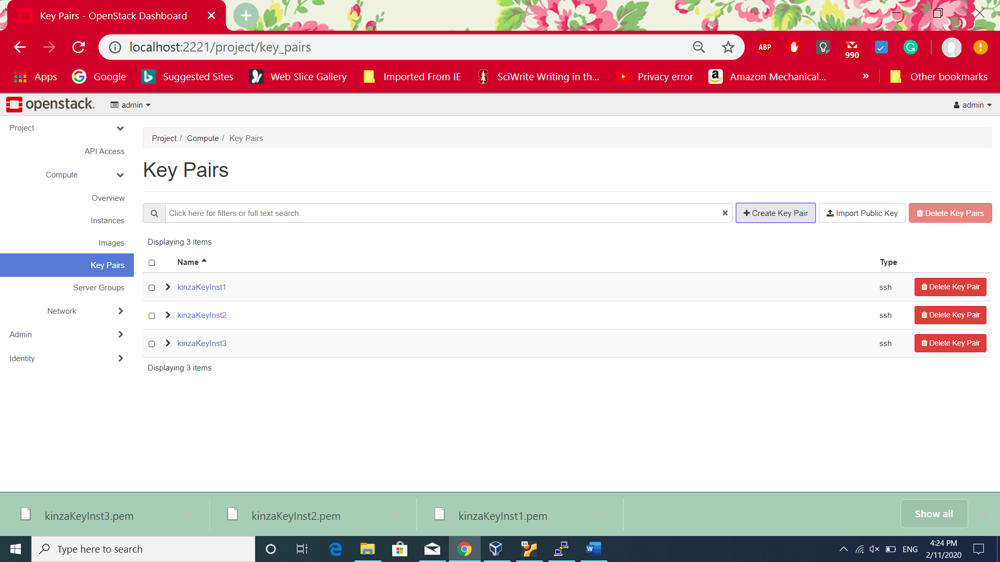 Key Pairs - OpenStack Dashboard
localhost:2221/project/key_pairs
ABP
990
Apps
Google
Suggested Sites
Web Slice Gallery
Imported From IE
SciWrite Writing in th...
Privacy error
Amazon Mechanical...
»
Other bookmarks
openstack.
admin
admin
Project
API Access
Compute
Overview
Instances
Images
Key Pairs
Server Groups
Network
Admin
Identity
Project / Compute / Key Pairs
Key Pairs
Click here for filters or full text search.
Create Key Pair
Import Public Key
Delete Key Pairs
Displaying 3 items
Name Type
kinzaKeyInst1 ssh Delete Key Pair
kinzaKeyInst2 ssh Delete Key Pair
kinzaKeyInst3 ssh Delete Key Pair
Displaying 3 items
kinzaKeyInst3.pem
kinzaKeyInst2.pem
kinzaKeyInst1.pem
Show all
Type here to search
64
ENG
4:24 PM
2/11/2020